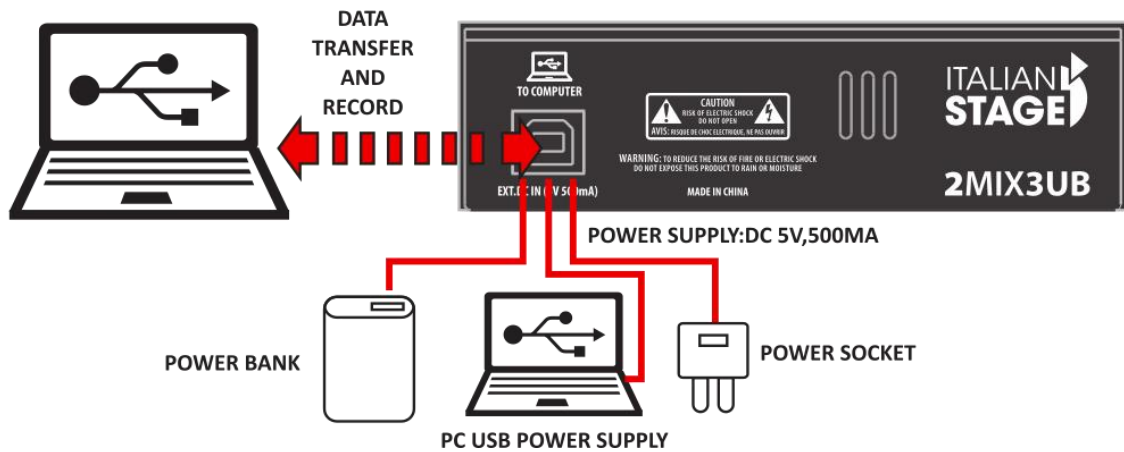 DATA
TRANSFER
AND
RECORD
TO COMPUTER
CAUTION
RISK OF ELECTRIC SHOCK
DO NOT OPEN
AVIS: RISQUE DE CHOC ELECTRIQUE, NE PAS OUVRIR
ITALIAN
STAGE
WARNING: TO REDUCE THE RISK OF FIRE OR ELECTRIC SHOCK
DO NOT EXPOSE THIS PRODUCT TO RAIN OR MOISTURE
EXT.DC IN ( V 500mA)
MADE IN CHINA
2MIX3UB
POWER SUPPLY:DC 5V,500MA
POWER BANK
POWER SOCKET
PC USB POWER SUPPLY